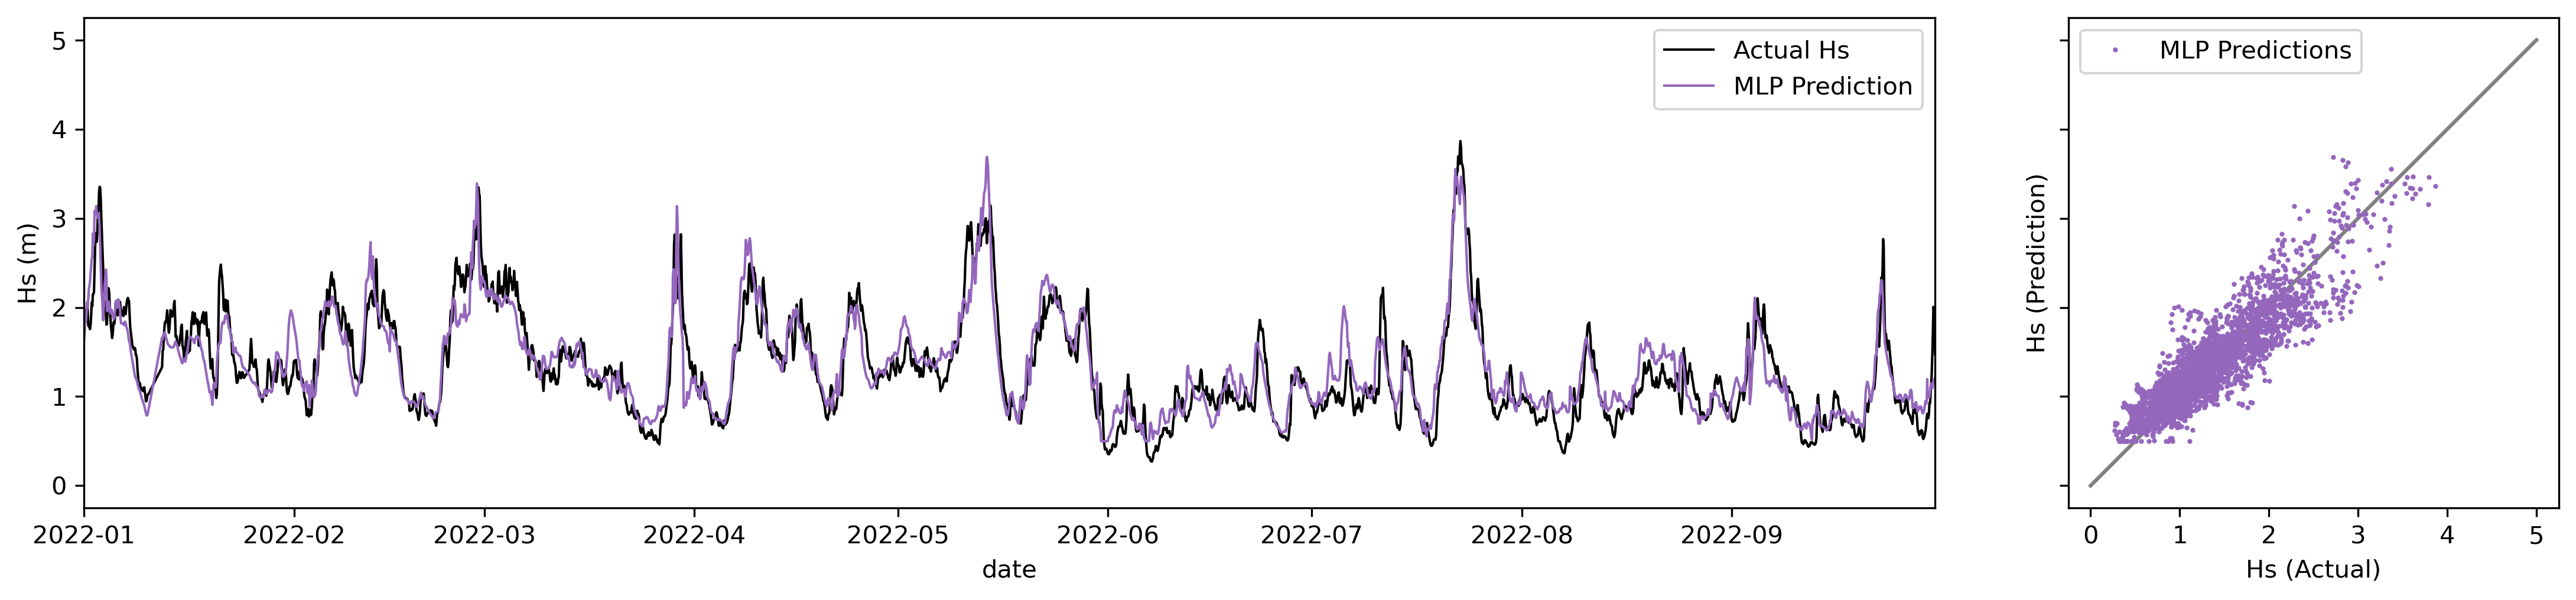 Hs (m)
5
4
3
2
1
0
Actual Hs
MLP Prediction
2022-01 2022-02 2022-03 2022-04 2022-05 2022-06 2022-07 2022-08 2022-09
date
Hs (Prediction)
MLP Predictions
0 1 2 3 4 5
Hs (Actual)